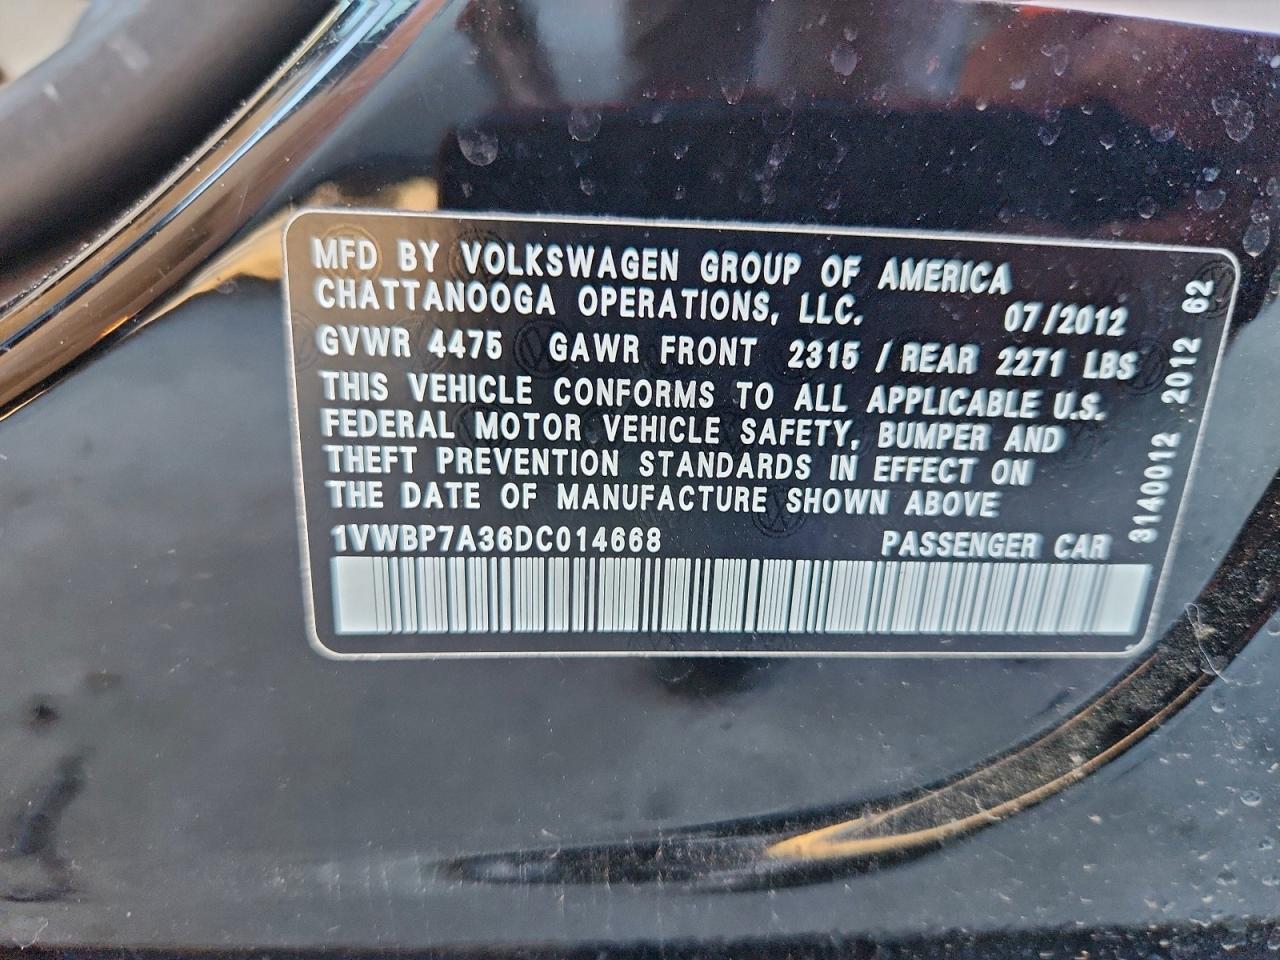 MFD BY VOLKSWAGEN GROUP OF AMERICA
CHATTANOOGA OPERATIONS, LLC. 07/2012
GVWR 4475 GAWR FRONT 2315 / REAR 2271 LBS
THIS VEHICLE CONFORMS TO ALL APPLICABLE U.S.
FEDERAL MOTOR VEHICLE SAFETY, BUMPER AND
THEFT PREVENTION STANDARDS IN EFFECT ON
THE DATE OF MANUFACTURE SHOWN ABOVE
1VWBP7A36DC014668 PASSENGER CAR
3140012 2012 62